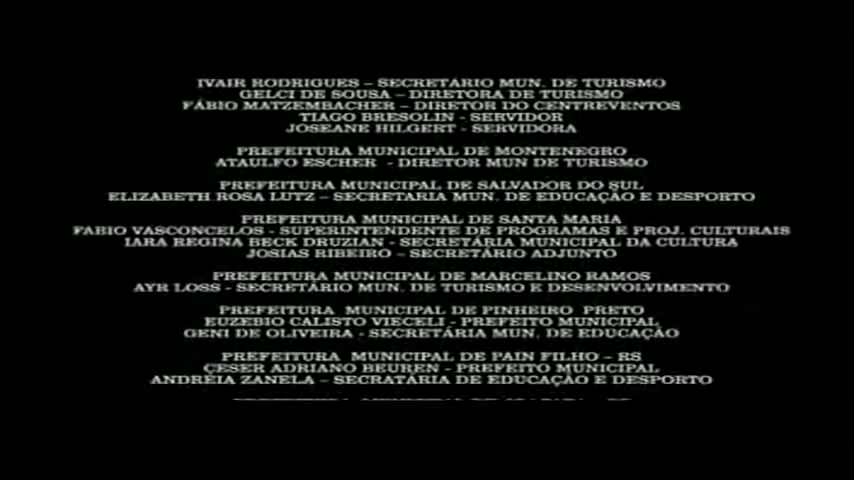 IVAIR RODRIGUES – SECRETÁRIO MUN. DE TURISMO
GELCI DE SOUSA – DIRETORA DE TURISMO
FÁBIO MATZEMBACHER – DIRETOR DO CENTREVENTOS
TIAGO BRESOLIN - SERVIDOR
JOSEANE HILGERT - SERVIDORA
PREFEITURA MUNICIPAL DE MONTENEGRO
ATAULFO ESCHER - DIRETOR MUN DE TURISMO
PREFEITURA MUNICIPAL DE SALVADOR DO SUL
ELIZABETH ROSA LUTZ – SECRETARIA MUN. DE EDUCAÇÃO E DESPORTO
PREFEITURA MUNICIPAL DE SANTA MARIA
FABIO VASCONCELOS - SUPERINTENDENTE DE PROGRAMAS E PROJ. CULTURAIS
IARA REGINA BECK DRUZIAN - SECRETÁRIA MUNICIPAL DA CULTURA
JOSIAS RIBEIRO – SECRETÁRIO ADJUNTO
PREFEITURA MUNICIPAL DE MARCELINO RAMOS
AYR LOSS - SECRETÁRIO MUN. DE TURISMO E DESENVOLVIMENTO
PREFEITURA MUNICIPAL DE PINHEIRO PRETO
EUZEBIO CALISTO VIECELI - PREFEITO MUNICIPAL
GENI DE OLIVEIRA - SECRETÁRIA MUN. DE EDUCAÇÃO
PREFEITURA MUNICIPAL DE PAIN FILHO – RS
CESER ADRIANO BEUREN - PREFEITO MUNICIPAL
ANDRÉIA ZANELA – SECRATÁRIA DE EDUCAÇÃO E DESPORTO